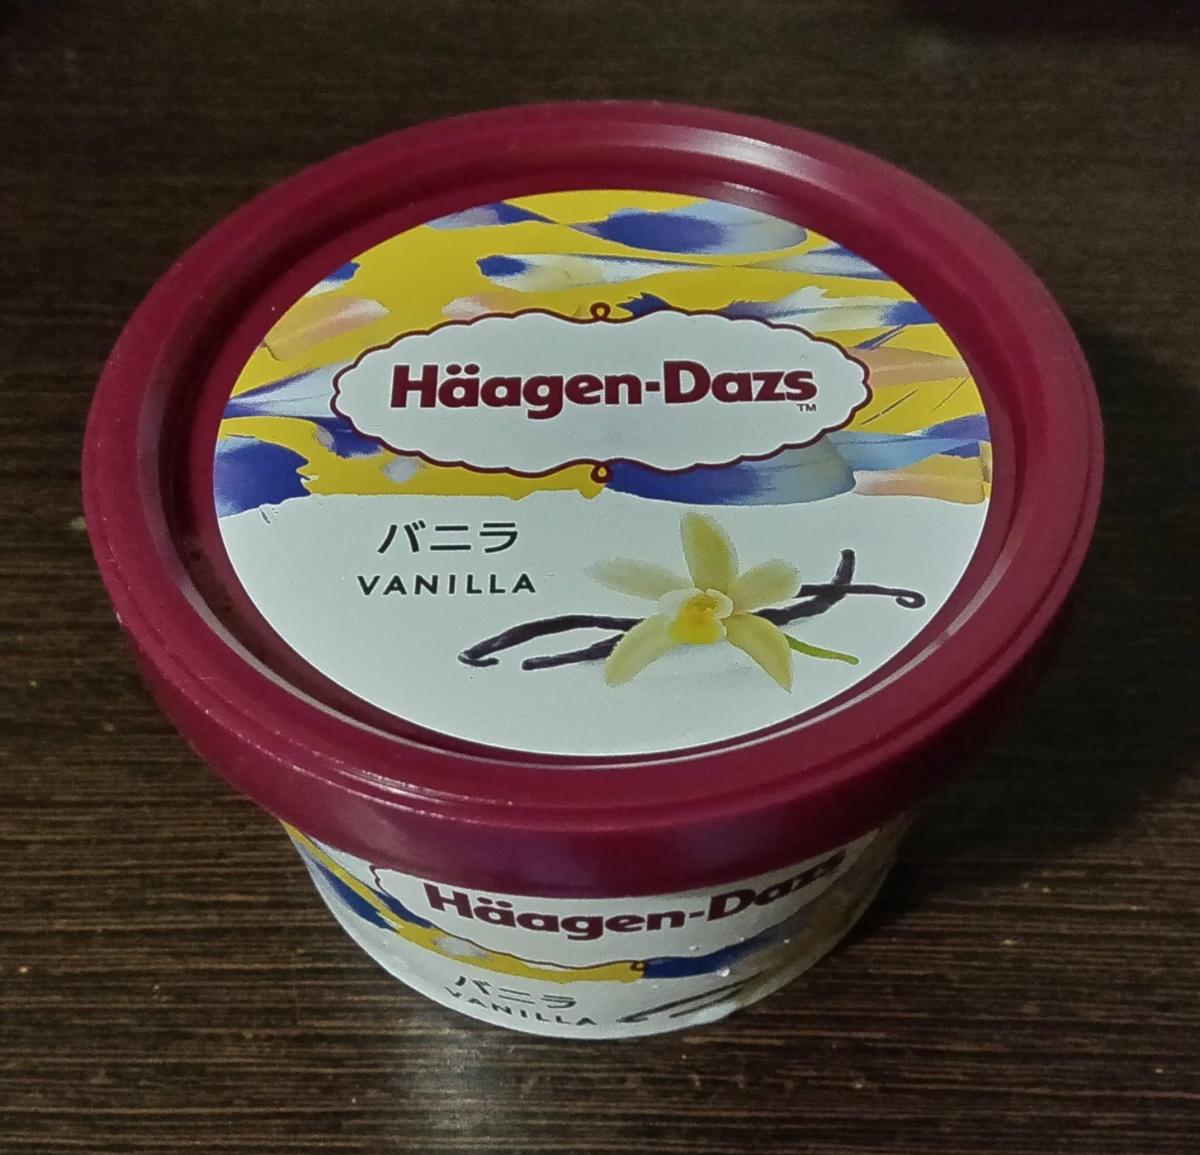 Häagen-Dazs
TM
バニラ
VANILLA
Häagen-Dazs
バニラ
VANILLA